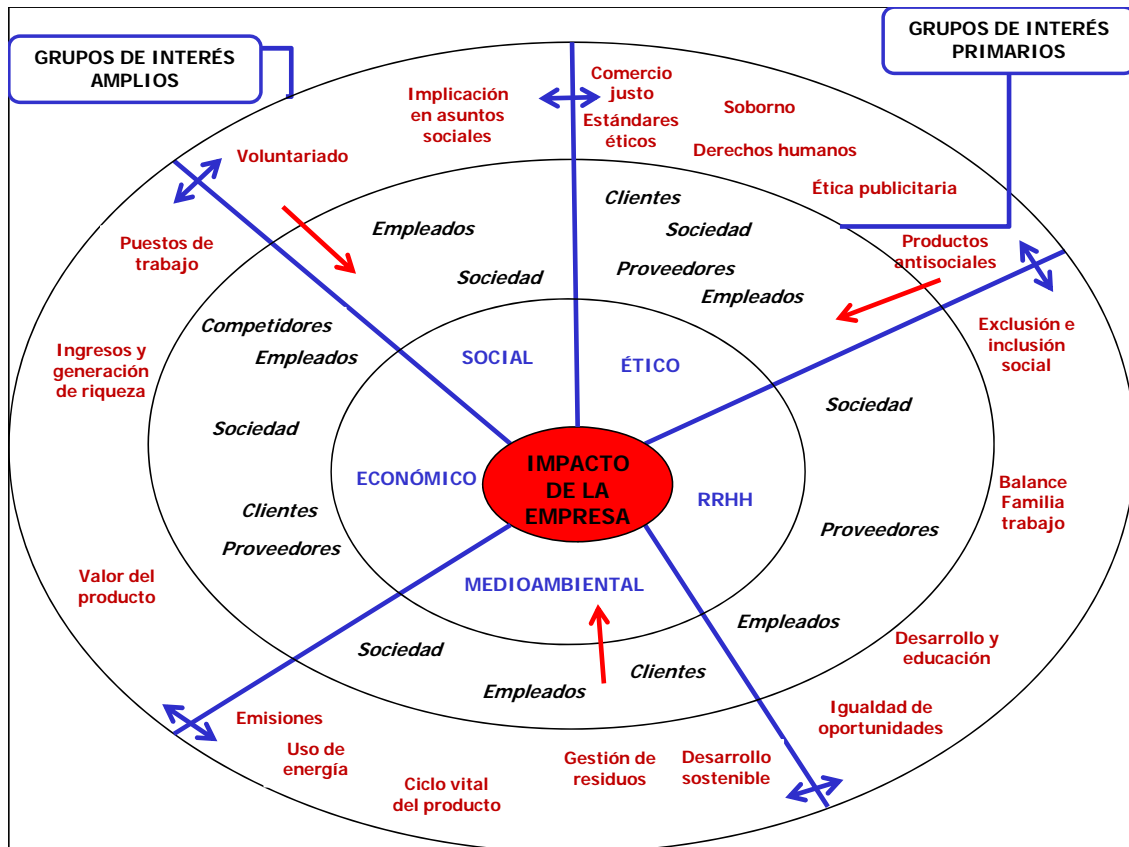 GRUPOS DE INTERÉS
AMPLIOS
GRUPOS DE INTERÉS
PRIMARIOS
Implicación
en asuntos
sociales
Voluntariado
Comercio
justo
Estándares
éticos
Soborno
Derechos humanos
Ética publicitaria
Productos
antisociales
Puestos de
trabajo
Ingresos y
generación
de riqueza
Valor del
producto
Exclusión e
inclusión
social
Balance
Familia
trabajo
Desarrollo y
educación
Igualdad de
oportunidades
Empleados
Sociedad
Clientes
Sociedad
Proveedores
Empleados
Competidores
Empleados
Sociedad
Clientes
Proveedores
Sociedad
Proveedores
Empleados
SOCIAL
ÉTICO
ECONÓMICO
IMPACTO
DE LA
EMPRESA
RRHH
MEDIOAMBIENTAL
Sociedad
Empleados
Clientes
Emisiones
Uso de
energía
Ciclo vital
del producto
Gestión de
residuos
Desarrollo
sostenible